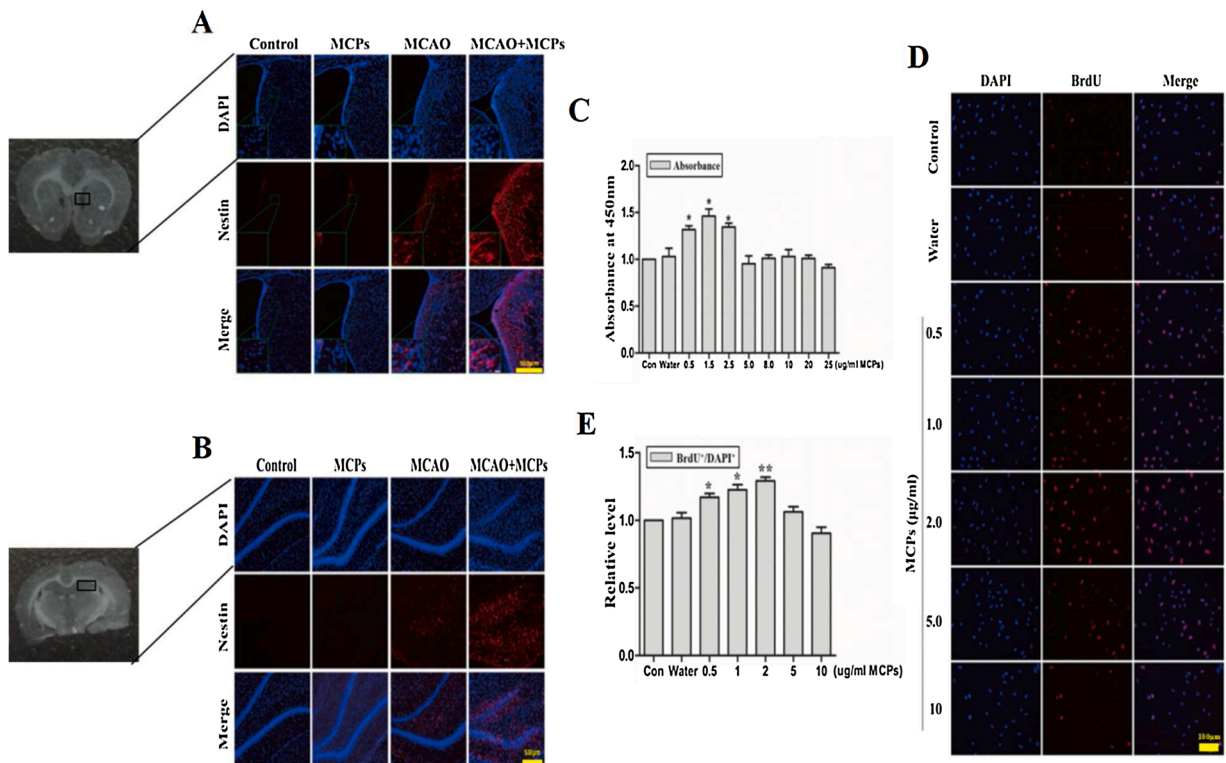 A
Control MCPs MCAO MCAO+MCPs
DAPI
Nestin
Merge
B
Control MCPs MCAO MCAO+MCPs
DAPI
Nestin
Merge
50μm
C
Absorbance
Absorbance at 450nm
2.0
1.5
1.0
0.5
0.0
Con Water 0.5 1.5 2.5 5.0 8.0 10 20 25 (ug/ml MCPs)
* * *
E
BrdU⁺/DAPI⁺
Relative level
1.5
1.0
0.5
0.0
Con Water 0.5 1 2 5 10 (ug/ml MCPs)
* * **
D
DAPI BrdU Merge
Control
Water
MCPs (μg/ml)
0.5
1.0
2.0
5.0
10
100μm